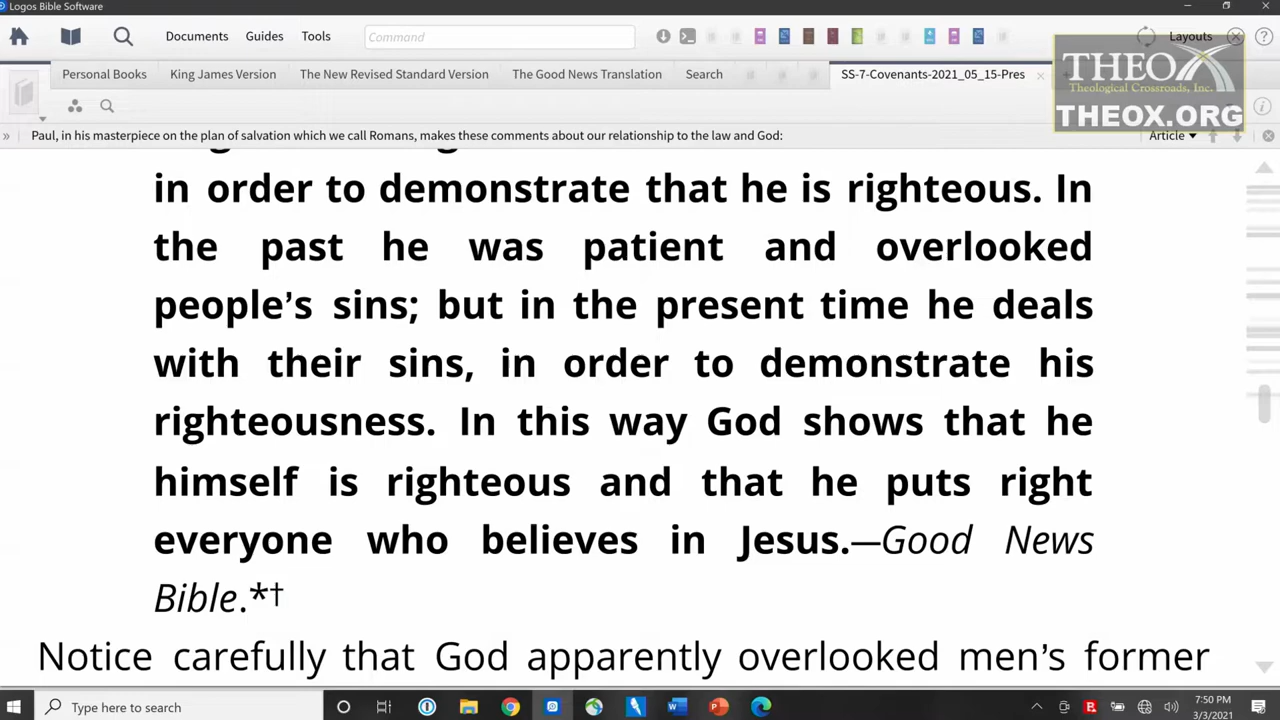 Logos Bible Software
Documents Guides Tools Command Layouts
Personal Books King James Version The New Revised Standard Version The Good News Translation Search SS-7-Covenants-2021_05_15-Pres
THEOX
Theological Crossroads, Inc.
THEOX.ORG
Paul, in his masterpiece on the plan of salvation which we call Romans, makes these comments about our relationship to the law and God: Article
in order to demonstrate that he is righteous. In
the past he was patient and overlooked
people's sins; but in the present time he deals
with their sins, in order to demonstrate his
righteousness. In this way God shows that he
himself is righteous and that he puts right
everyone who believes in Jesus.—Good News
Bible.*†
Notice carefully that God apparently overlooked men's former
Type here to search
7:50 PM
3/3/2021